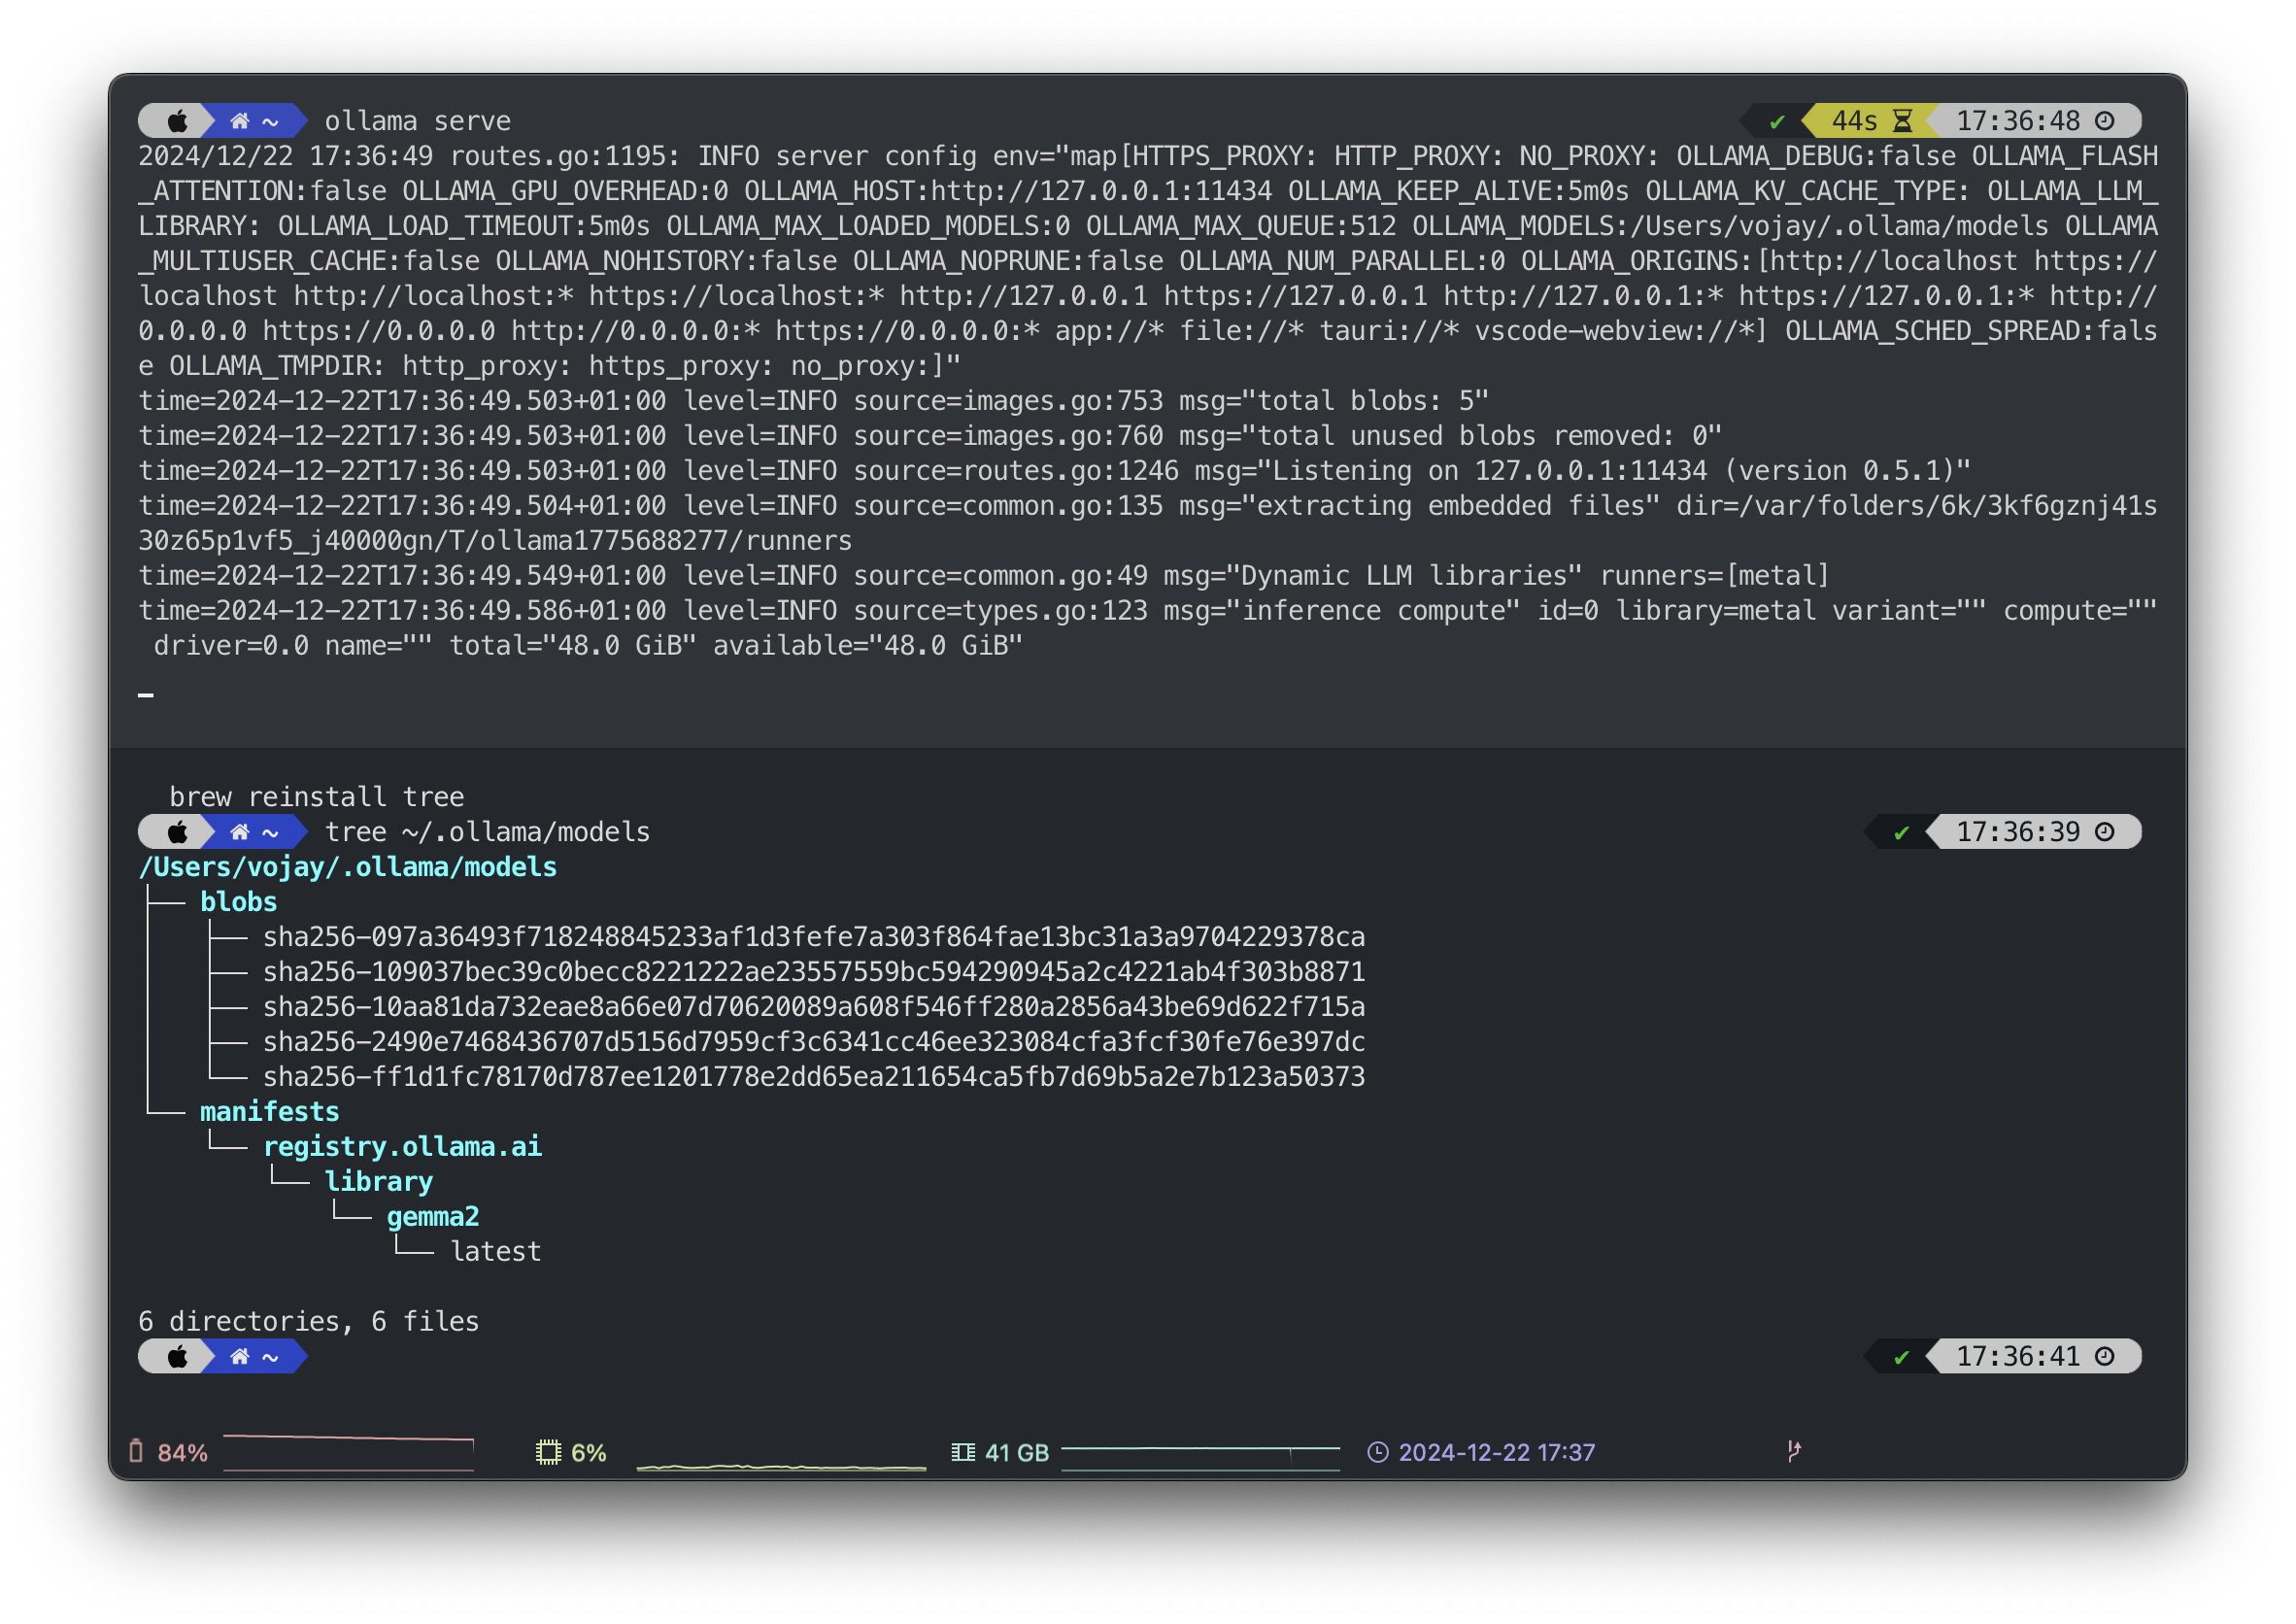 ~ ollama serve ✔ 44s 17:36:48
2024/12/22 17:36:49 routes.go:1195: INFO server config env="map[HTTPS_PROXY: HTTP_PROXY: NO_PROXY: OLLAMA_DEBUG:false OLLAMA_FLASH
_ATTENTION:false OLLAMA_GPU_OVERHEAD:0 OLLAMA_HOST:http://127.0.0.1:11434 OLLAMA_KEEP_ALIVE:5m0s OLLAMA_KV_CACHE_TYPE: OLLAMA_LLM_
LIBRARY: OLLAMA_LOAD_TIMEOUT:5m0s OLLAMA_MAX_LOADED_MODELS:0 OLLAMA_MAX_QUEUE:512 OLLAMA_MODELS:/Users/vojay/.ollama/models OLLAMA
_MULTIUSER_CACHE:false OLLAMA_NOHISTORY:false OLLAMA_NOPRUNE:false OLLAMA_NUM_PARALLEL:0 OLLAMA_ORIGINS:[http://localhost https://
localhost http://localhost:* https://localhost:* http://127.0.0.1 https://127.0.0.1 http://127.0.0.1:* https://127.0.0.1:* http://
0.0.0.0 https://0.0.0.0 http://0.0.0.0:* https://0.0.0.0:* app://* file://* tauri://* vscode-webview://*] OLLAMA_SCHED_SPREAD:fals
e OLLAMA_TMPDIR: http_proxy: https_proxy: no_proxy:]"
time=2024-12-22T17:36:49.503+01:00 level=INFO source=images.go:753 msg="total blobs: 5"
time=2024-12-22T17:36:49.503+01:00 level=INFO source=images.go:760 msg="total unused blobs removed: 0"
time=2024-12-22T17:36:49.503+01:00 level=INFO source=routes.go:1246 msg="Listening on 127.0.0.1:11434 (version 0.5.1)"
time=2024-12-22T17:36:49.504+01:00 level=INFO source=common.go:135 msg="extracting embedded files" dir=/var/folders/6k/3kf6gznj41s
30z65p1vf5_j40000gn/T/ollama1775688277/runners
time=2024-12-22T17:36:49.549+01:00 level=INFO source=common.go:49 msg="Dynamic LLM libraries" runners=[metal]
time=2024-12-22T17:36:49.586+01:00 level=INFO source=types.go:123 msg="inference compute" id=0 library=metal variant="" compute=""
driver=0.0 name="" total="48.0 GiB" available="48.0 GiB"
brew reinstall tree
~ tree ~/.ollama/models ✔ 17:36:39
/Users/vojay/.ollama/models
├── blobs
│   ├── sha256-097a36493f718248845233af1d3fefe7a303f864fae13bc31a3a9704229378ca
│   ├── sha256-109037bec39c0becc8221222ae23557559bc594290945a2c4221ab4f303b8871
│   ├── sha256-10aa81da732eae8a66e07d70620089a608f546ff280a2856a43be69d622f715a
│   ├── sha256-2490e7468436707d5156d7959cf3c6341cc46ee323084cfa3fcf30fe76e397dc
│   └── sha256-ff1d1fc78170d787ee1201778e2dd65ea211654ca5fb7d69b5a2e7b123a50373
└── manifests
    └── registry.ollama.ai
        └── library
            └── gemma2
                └── latest
6 directories, 6 files
~ ✔ 17:36:41
84% 6% 41 GB 2024-12-22 17:37